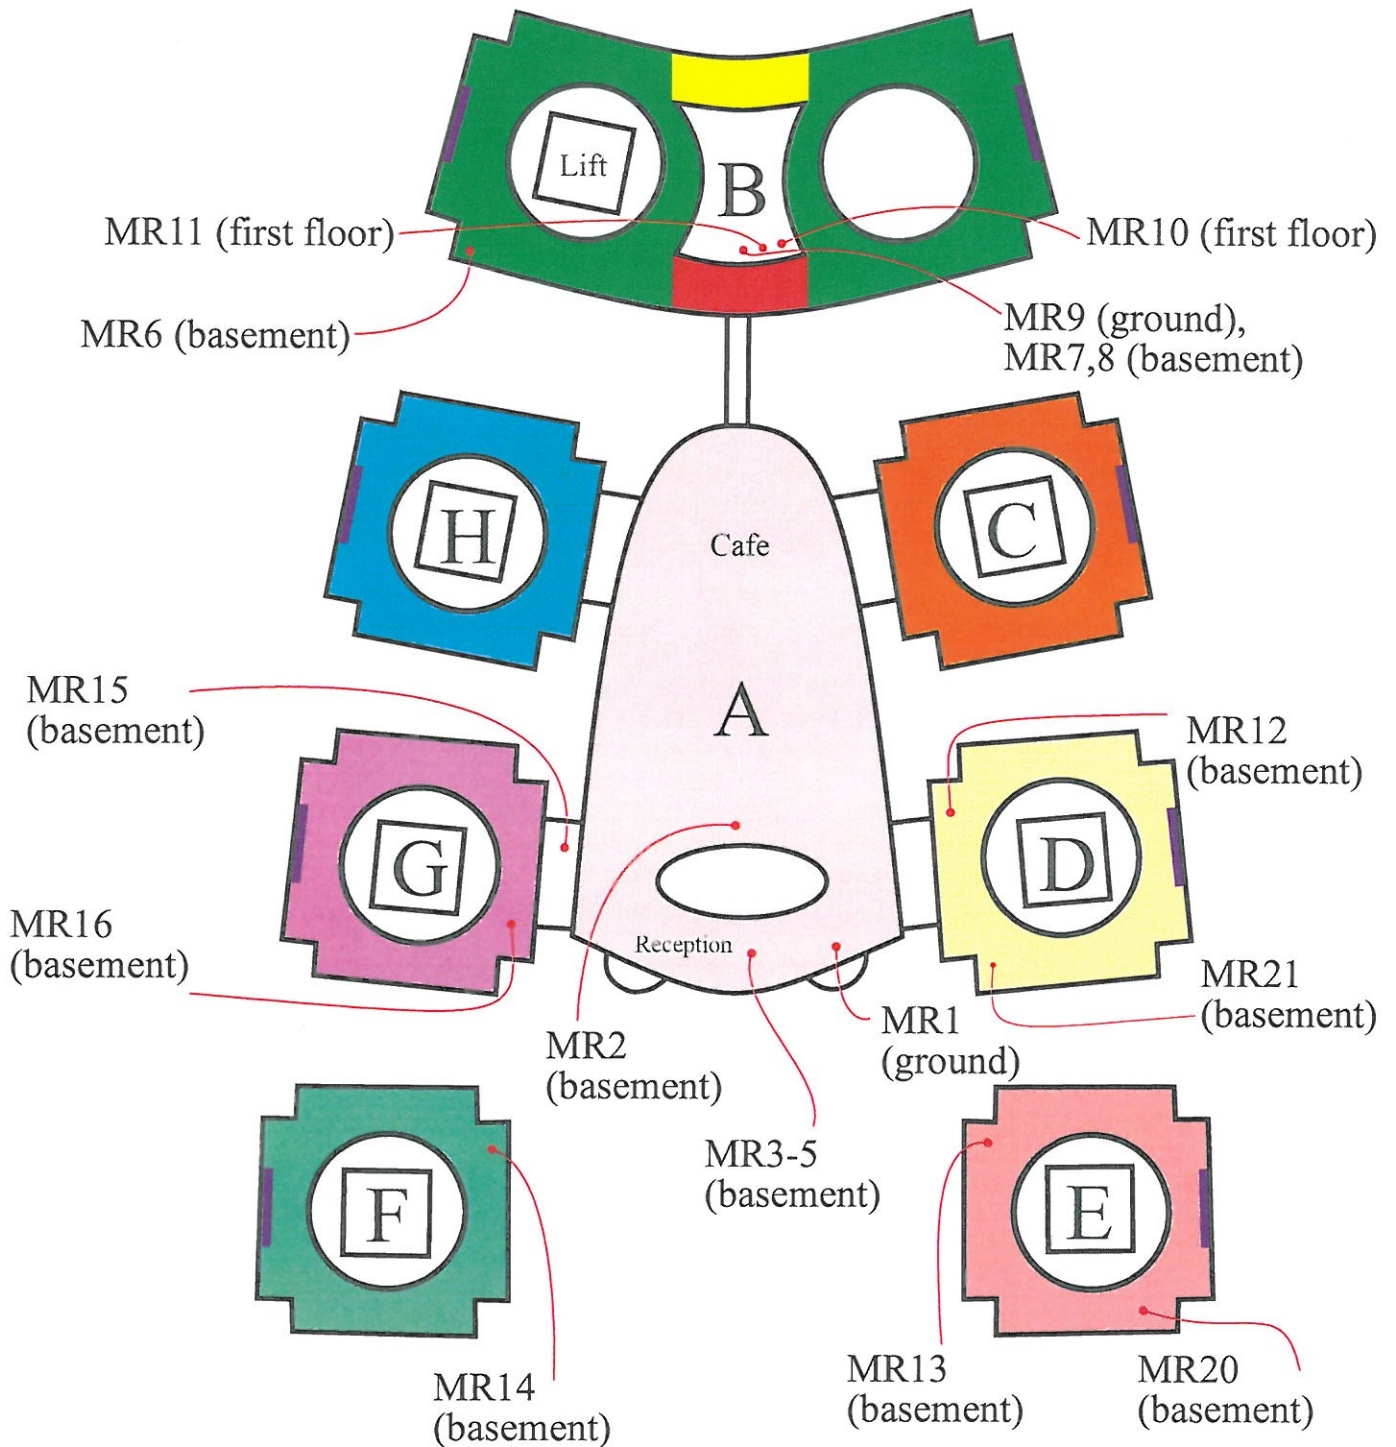 Lift
B
MR11 (first floor)
MR10 (first floor)
MR6 (basement)
MR9 (ground),
MR7,8 (basement)
H
C
Cafe
A
MR15
(basement)
MR12
(basement)
G
D
MR16
(basement)
Reception
MR21
(basement)
MR1
(ground)
MR2
(basement)
MR3-5
(basement)
F
E
MR14
(basement)
MR13
(basement)
MR20
(basement)